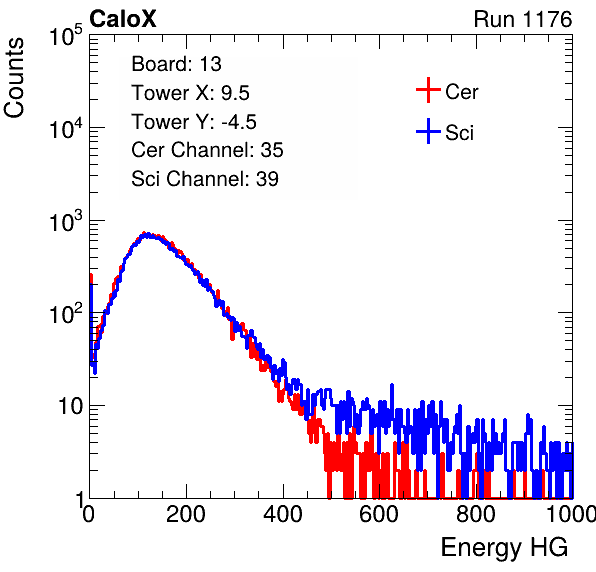 CaloX Run 1176
Counts
Board: 13
Tower X: 9.5
Tower Y: -4.5
Cer Channel: 35
Sci Channel: 39
Cer
Sci
10^5
10^4
10^3
10^2
10
1
0 200 400 600 800 1000
Energy HG